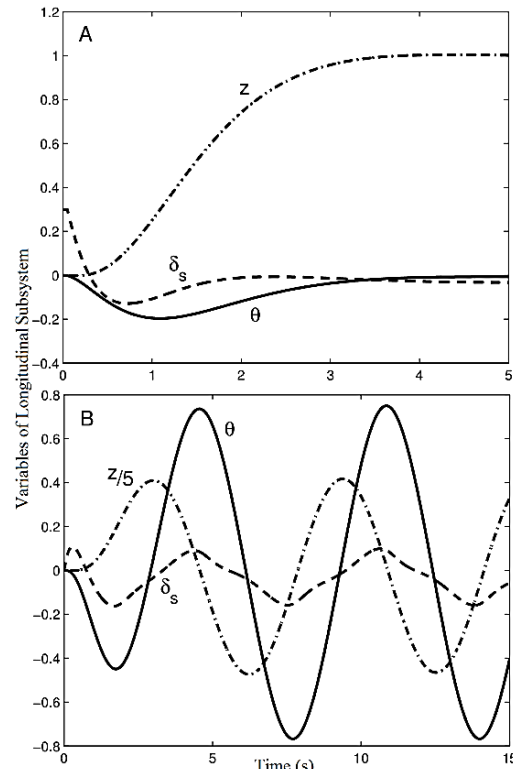 Variables of Longitudinal Subsystem
1.2
A
1
0.8
0.6
0.4
0.2
0
-0.2
-0.4
z
δs
θ
0 1 2 3 4 5
0.8
B
0.6
0.4
0.2
0
-0.2
-0.4
-0.6
-0.8
θ
z/5
δs
0 5 10 15
Time (s)